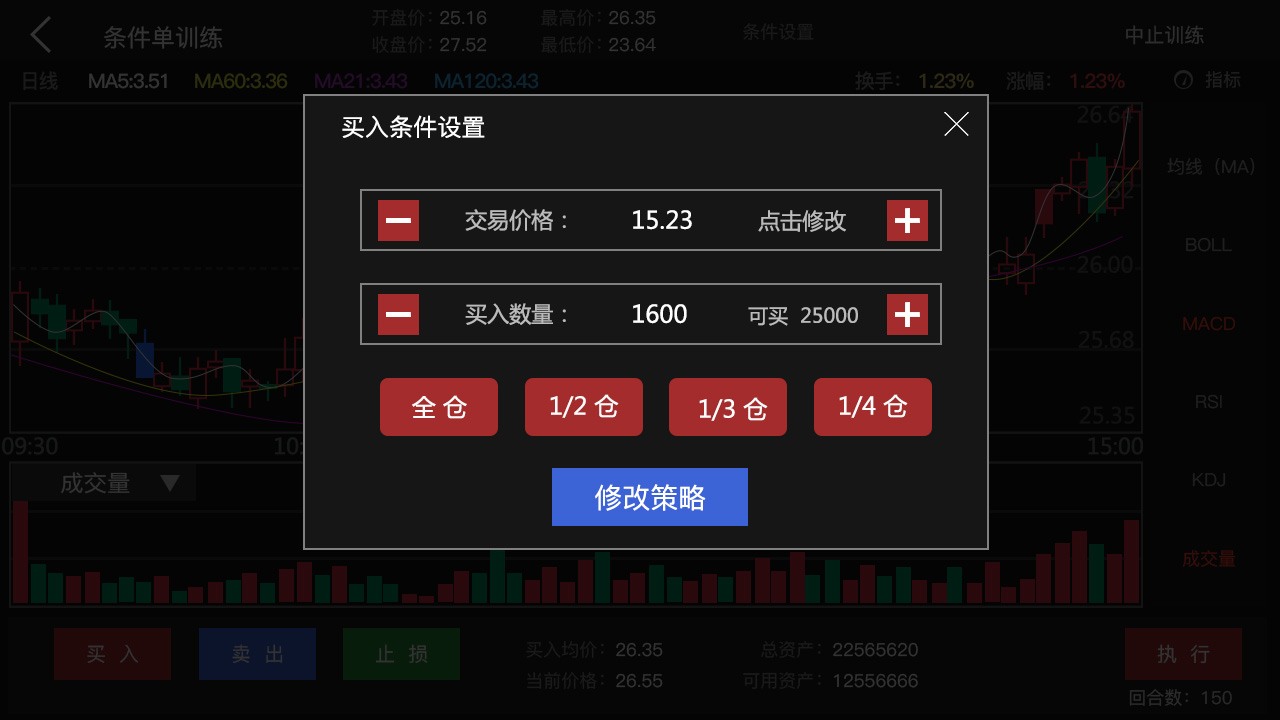 条件单训练
开盘价：25.16 最高价：26.35
收盘价：27.52 最低价：23.64
条件设置
中止训练
日线 MA5:3.51 MA60:3.36 MA21:3.43 MA120:3.43 换手：1.23% 涨幅：1.23% 指标
买入条件设置
交易价格： 15.23 点击修改
买入数量： 1600 可买 25000
全 仓 1/2 仓 1/3 仓 1/4 仓
修改策略
26.00
25.68
25.35
09:30
15:00
均线（MA）
BOLL
MACD
RSI
KDJ
成交量
成交量
买 入 卖 出 止 损
买入均价：26.35 总资产：22565620
当前价格：26.55 可用资产：12556666
执 行
回合数：150